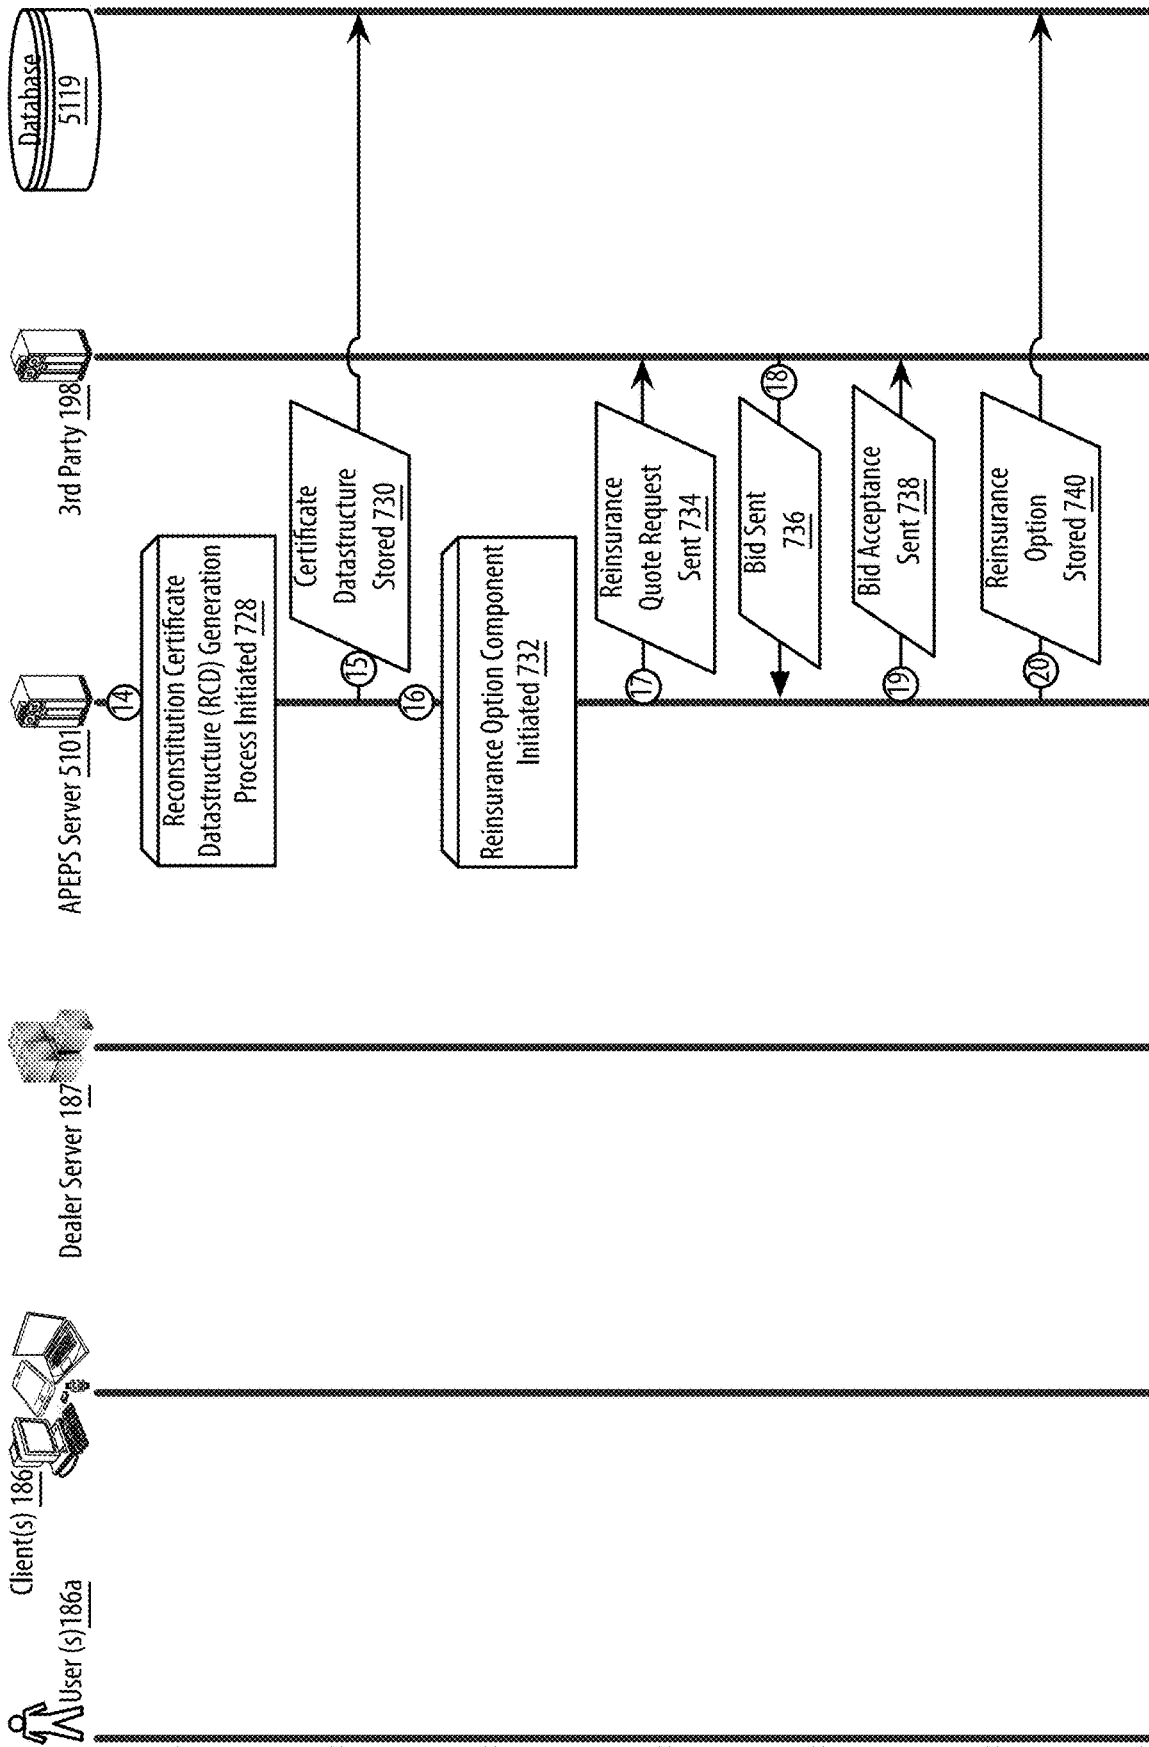 User (s)186a
Client(s) 186
Dealer Server 187
APEPS Server 5101
3rd Party 198
Database
5119
14
Reconstitution Certificate
Datastructure (RCD) Generation
Process Initiated 728
15
Certificate
Datastructure
Stored 730
16
Reinsurance Option Component
Initiated 732
17
Reinsurance
Quote Request
Sent 734
18
Bid Sent
736
19
Bid Acceptance
Sent 738
20
Reinsurance
Option
Stored 740